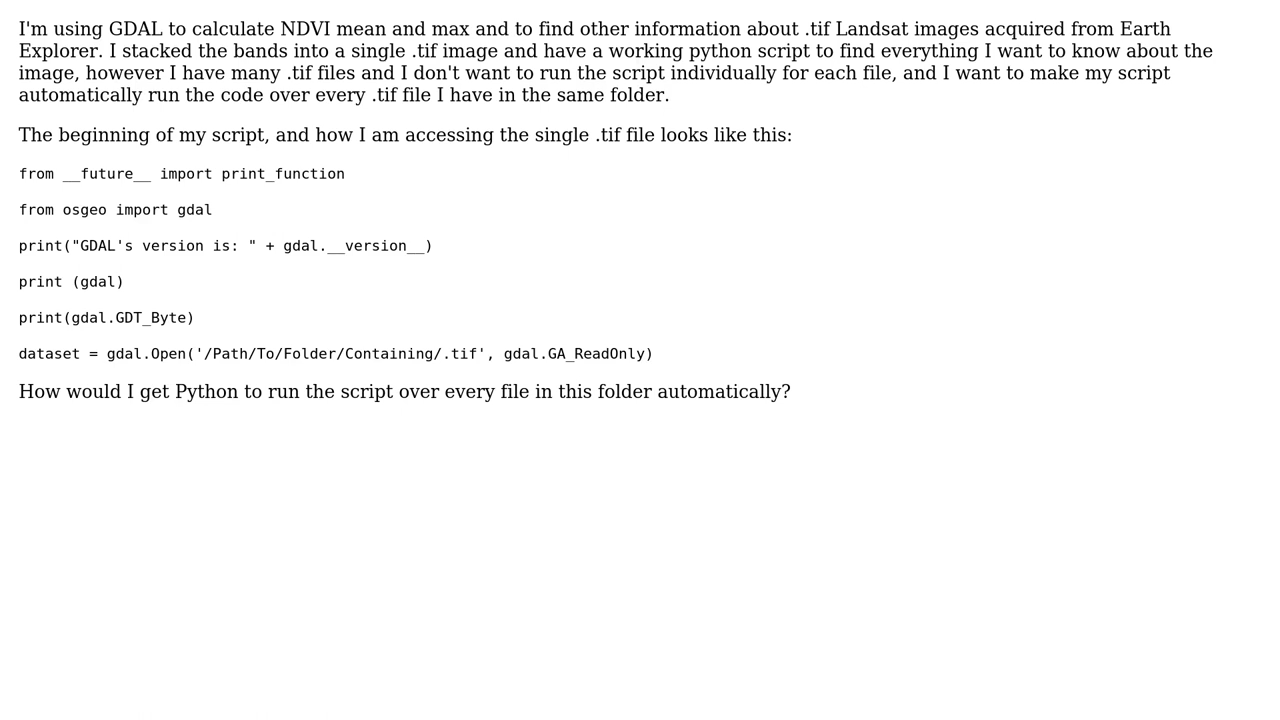 I'm using GDAL to calculate NDVI mean and max and to find other information about .tif Landsat images acquired from Earth
Explorer. I stacked the bands into a single .tif image and have a working python script to find everything I want to know about the
image, however I have many .tif files and I don't want to run the script individually for each file, and I want to make my script
automatically run the code over every .tif file I have in the same folder.
The beginning of my script, and how I am accessing the single .tif file looks like this:
from __future__ import print_function
from osgeo import gdal
print("GDAL's version is: " + gdal.__version__)
print (gdal)
print(gdal.GDT_Byte)
dataset = gdal.Open('/Path/To/Folder/Containing/.tif', gdal.GA_ReadOnly)
How would I get Python to run the script over every file in this folder automatically?